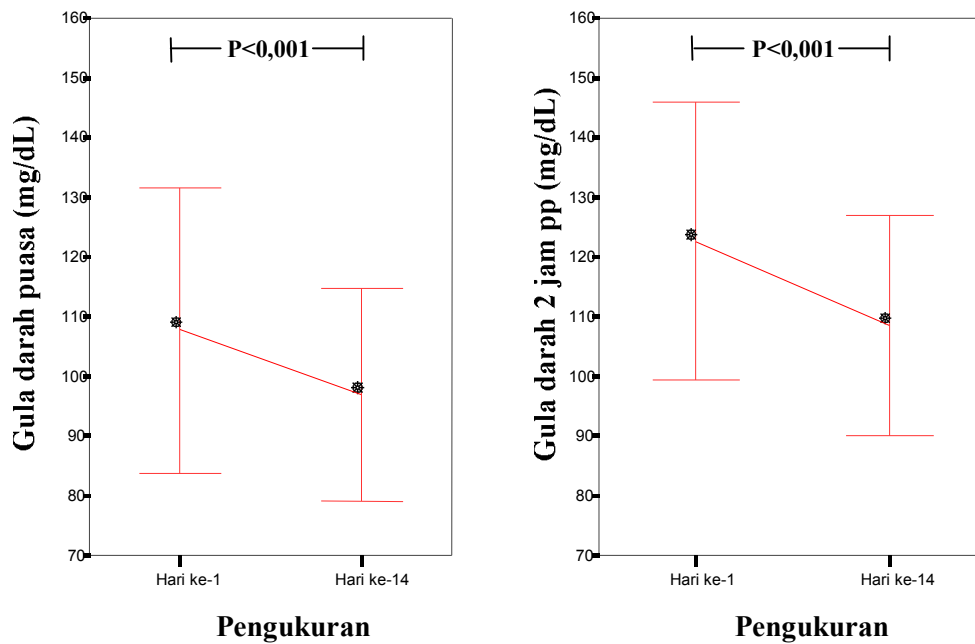 Gula darah puasa (mg/dL)
160
150
140
130
120
110
100
90
80
70
P<0,001
Hari ke-1
Hari ke-14
Pengukuran
Gula darah 2 jam pp (mg/dL)
160
150
140
130
120
110
100
90
80
70
P<0,001
Hari ke-1
Hari ke-14
Pengukuran